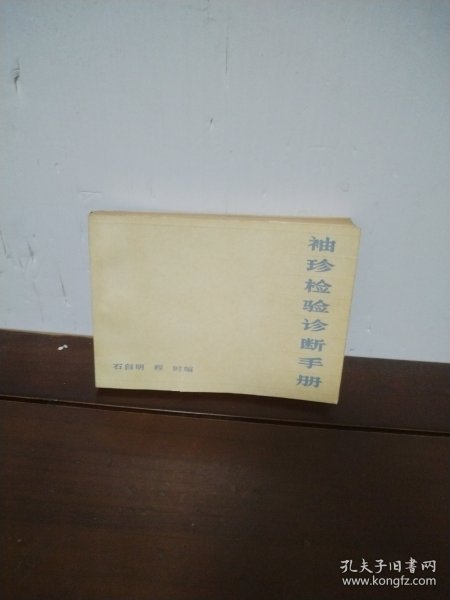 袖珍检验诊断手册
石自明 程 时编
孔夫子旧书网
www.kongfz.com